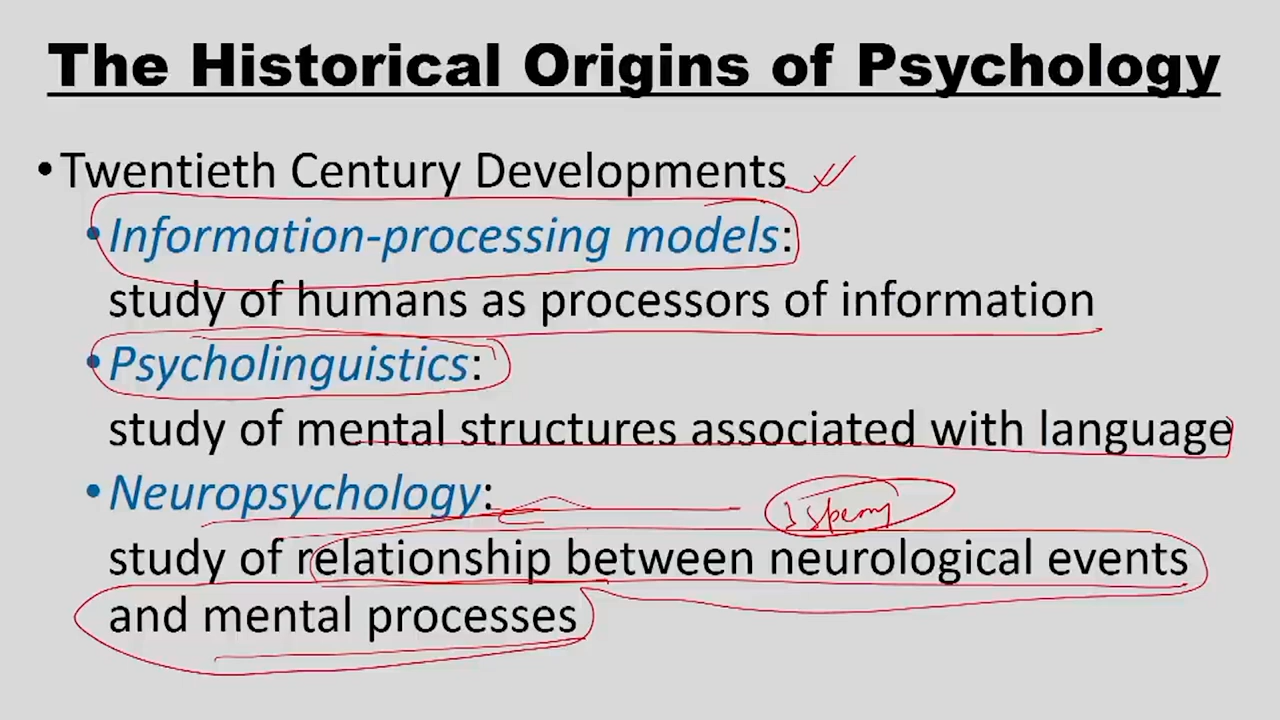 The Historical Origins of Psychology
• Twentieth Century Developments
• Information-processing models:
study of humans as processors of information
• Psycholinguistics:
study of mental structures associated with language
• Neuropsychology:
study of relationship between neurological events
and mental processes